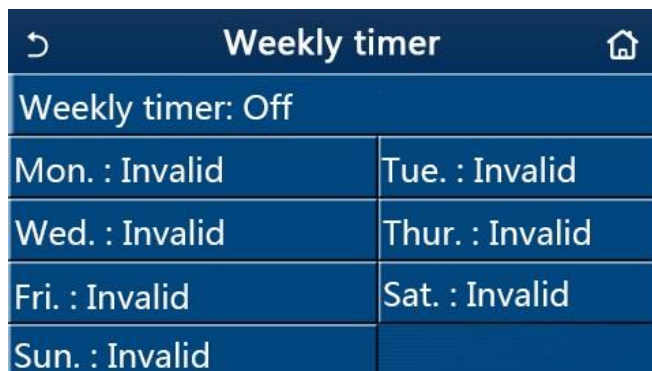 Weekly timer
Weekly timer: Off
Mon. : Invalid
Tue. : Invalid
Wed. : Invalid
Thur. : Invalid
Fri. : Invalid
Sat. : Invalid
Sun. : Invalid